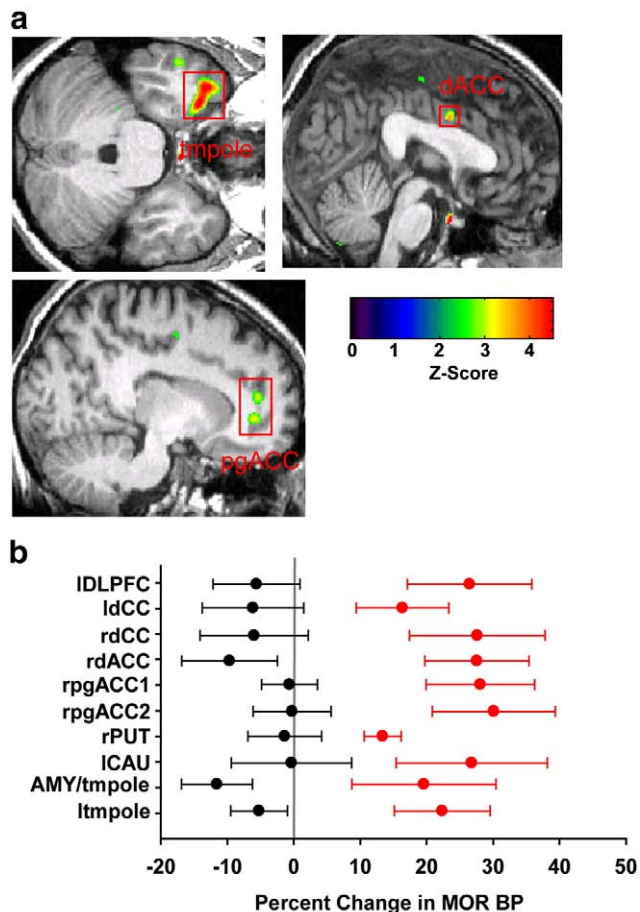 a
tmpole
dACC
pgACC
0 1 2 3 4
Z-Score
b
lDLPFC
ldCC
rdCC
rdACC
rpgACC1
rpgACC2
rPUT
lCAU
AMY/tmpole
ltmpole
-20 -10 0 10 20 30 40 50
Percent Change in MOR BP